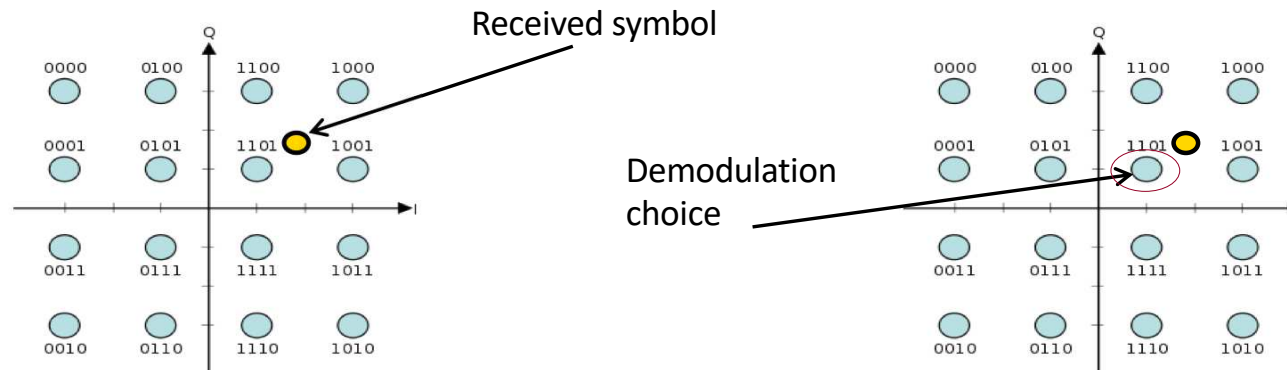 Received symbol
Q
0000 0100 1100 1000
0001 0101 1101 1001
I
0011 0111 1111 1011
0010 0110 1110 1010
Demodulation
choice
Q
0000 0100 1100 1000
0001 0101 1101 1001
0011 0111 1111 1011
0010 0110 1110 1010